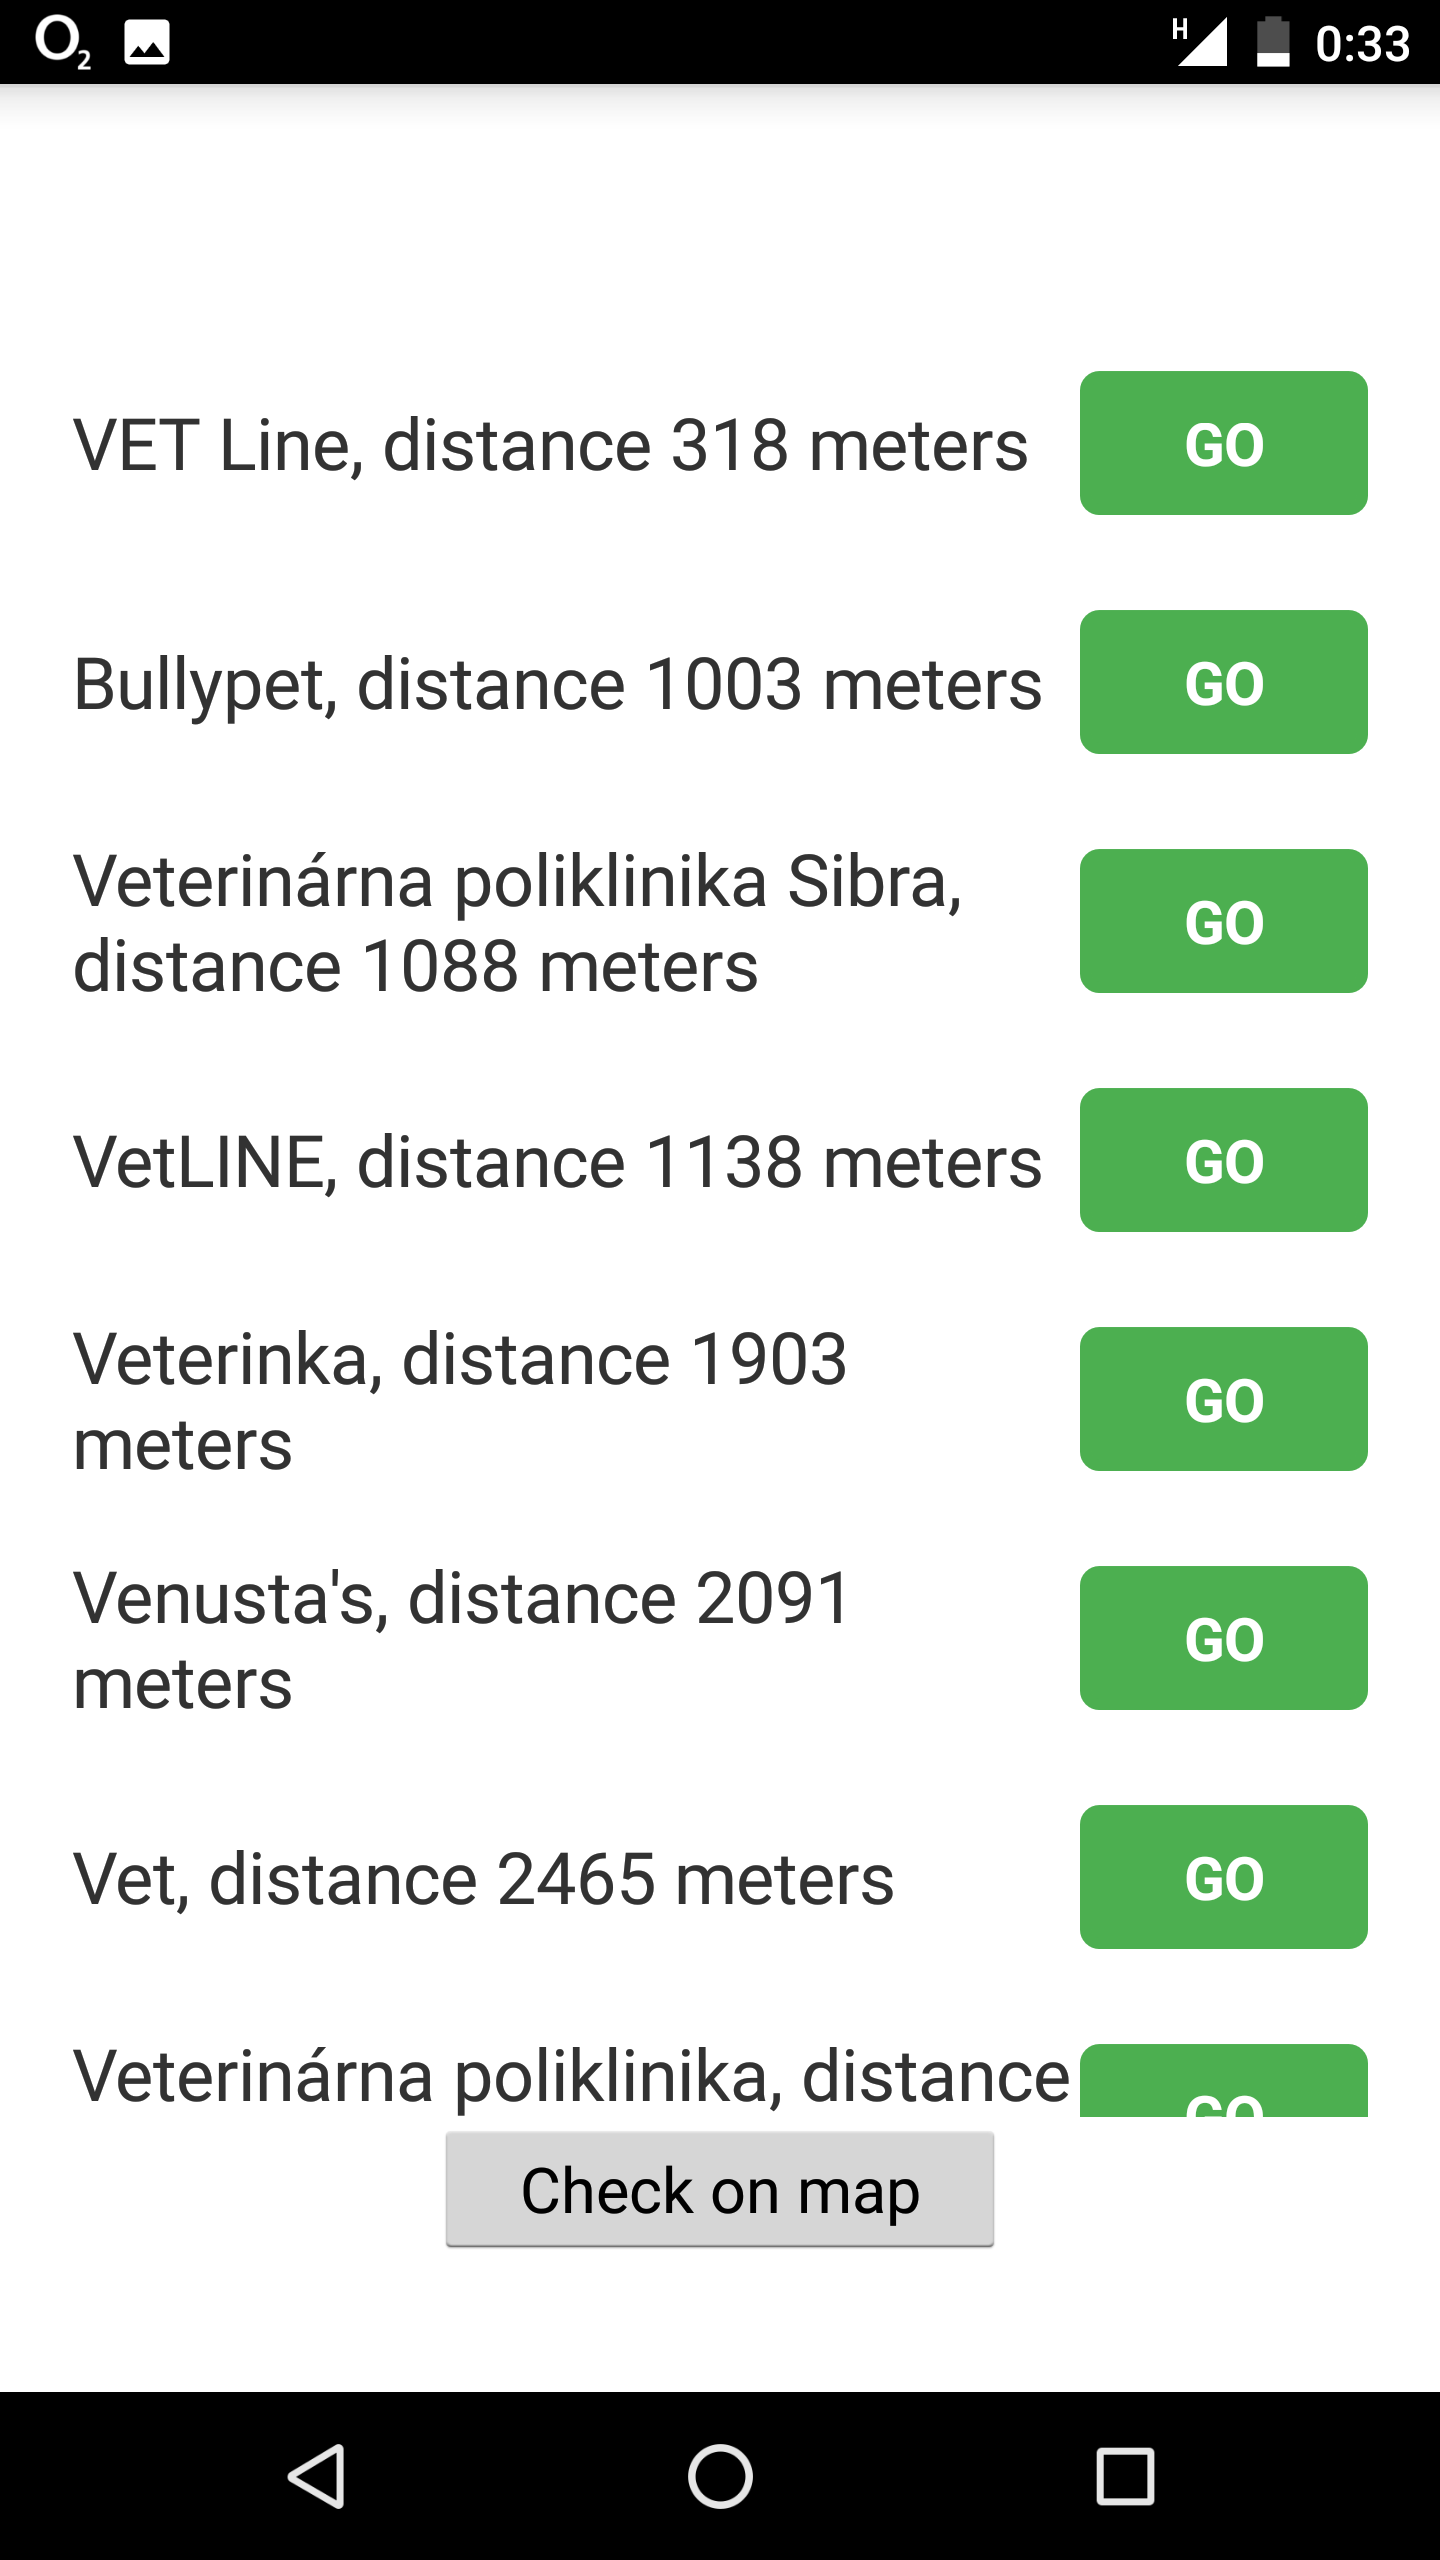 O2
H
0:33
VET Line, distance 318 meters
GO
Bullypet, distance 1003 meters
GO
Veterinárna poliklinika Sibra,
distance 1088 meters
GO
VetLINE, distance 1138 meters
GO
Veterinka, distance 1903
meters
GO
Venusta's, distance 2091
meters
GO
Vet, distance 2465 meters
GO
Veterinárna poliklinika, distance
GO
Check on map